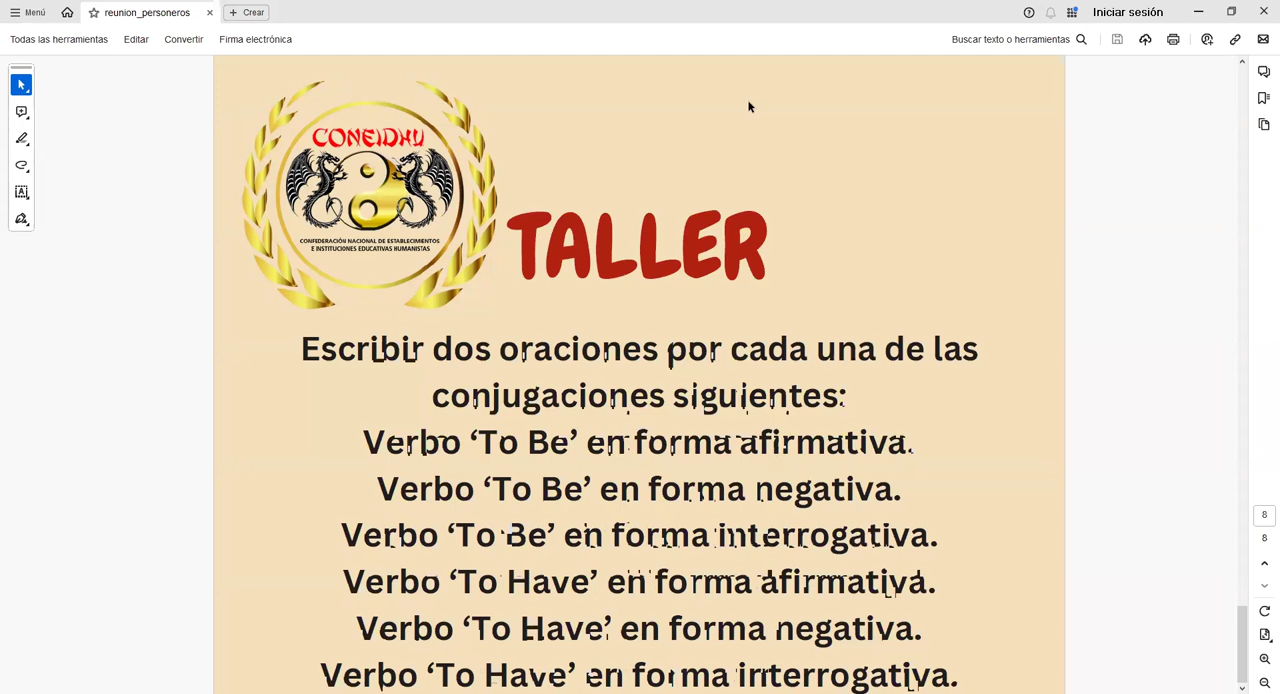 Menú
reunion_personeros
Crear
Iniciar sesión
Todas las herramientas
Editar
Convertir
Firma electrónica
Buscar texto o herramientas
CONEIDHU
CONFEDERACIÓN NACIONAL DE ESTABLECIMIENTOS
E INSTITUCIONES EDUCATIVAS HUMANISTAS
TALLER
Escribir dos oraciones por cada una de las
conjugaciones siguientes:
Verbo ‘To Be’ en forma afirmativa.
Verbo ‘To Be’ en forma negativa.
Verbo ‘To Be’ en forma interrogativa.
Verbo ‘To Have’ en forma afirmativa.
Verbo ‘To Have’ en forma negativa.
Verbo ‘To Have’ en forma interrogativa.
8
8